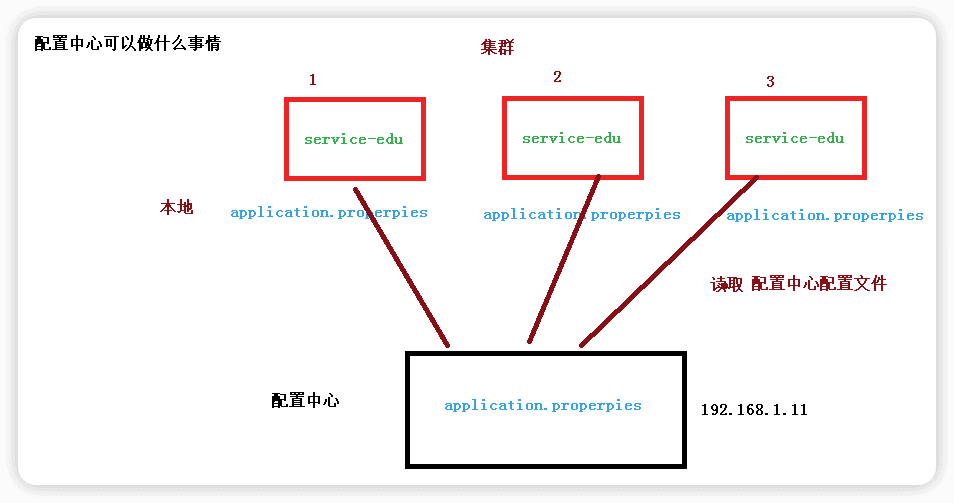 配置中心可以做什么事情
集群
1
2
3
service-edu
service-edu
service-edu
本地
application.properpies
application.properpies
application.properpies
读取 配置中心配置文件
配置中心
application.properpies
192.168.1.11